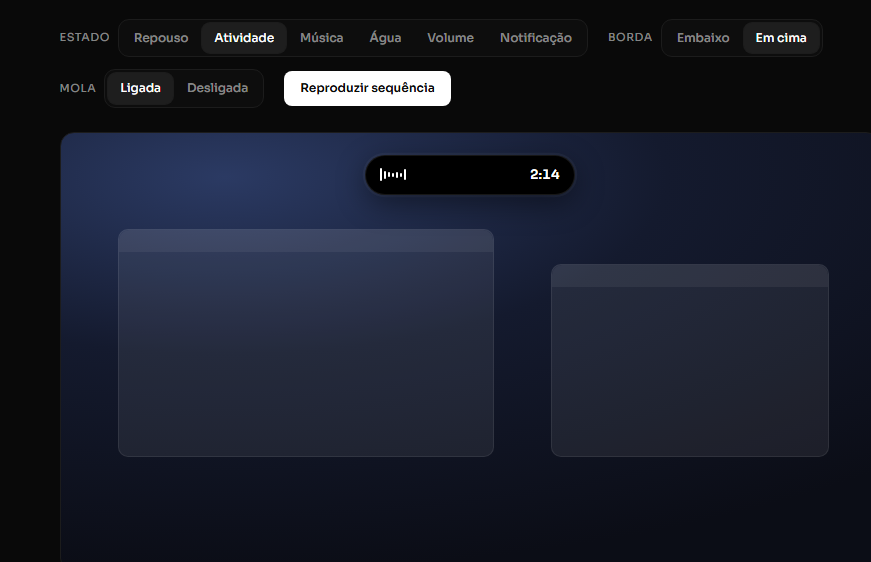 ESTADO Repouso Atividade Música Água Volume Notificação BORDA Embaixo Em cima
MOLA Ligada Desligada Reproduzir sequência
2:14